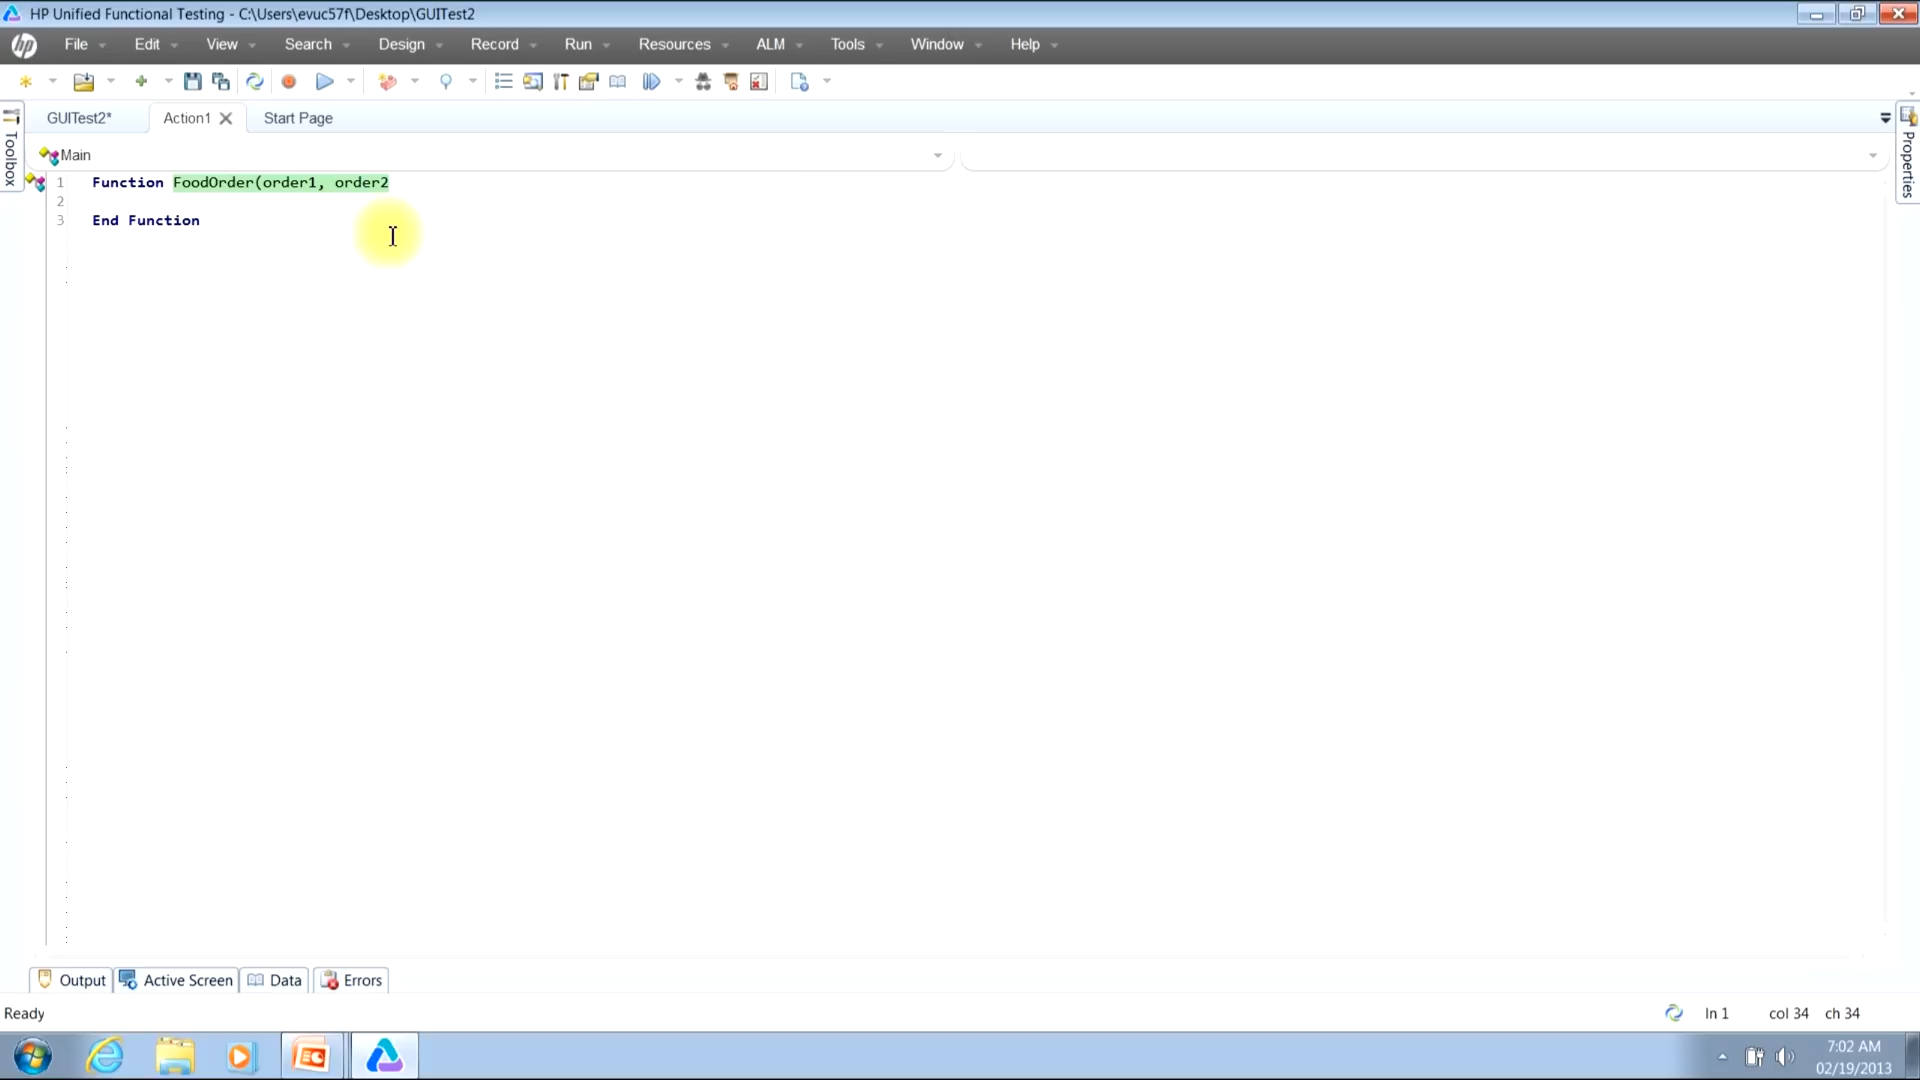 HP Unified Functional Testing - C:\Users\evuc57f\Desktop\GUITest2
hp File Edit View Search Design Record Run Resources ALM Tools Window Help
GUITest2* Action1 Start Page
Toolbox
Properties
Main
1 Function FoodOrder(order1, order2
2
3 End Function
Output Active Screen Data Errors
Ready ln 1 col 34 ch 34
7:02 AM
02/19/2013